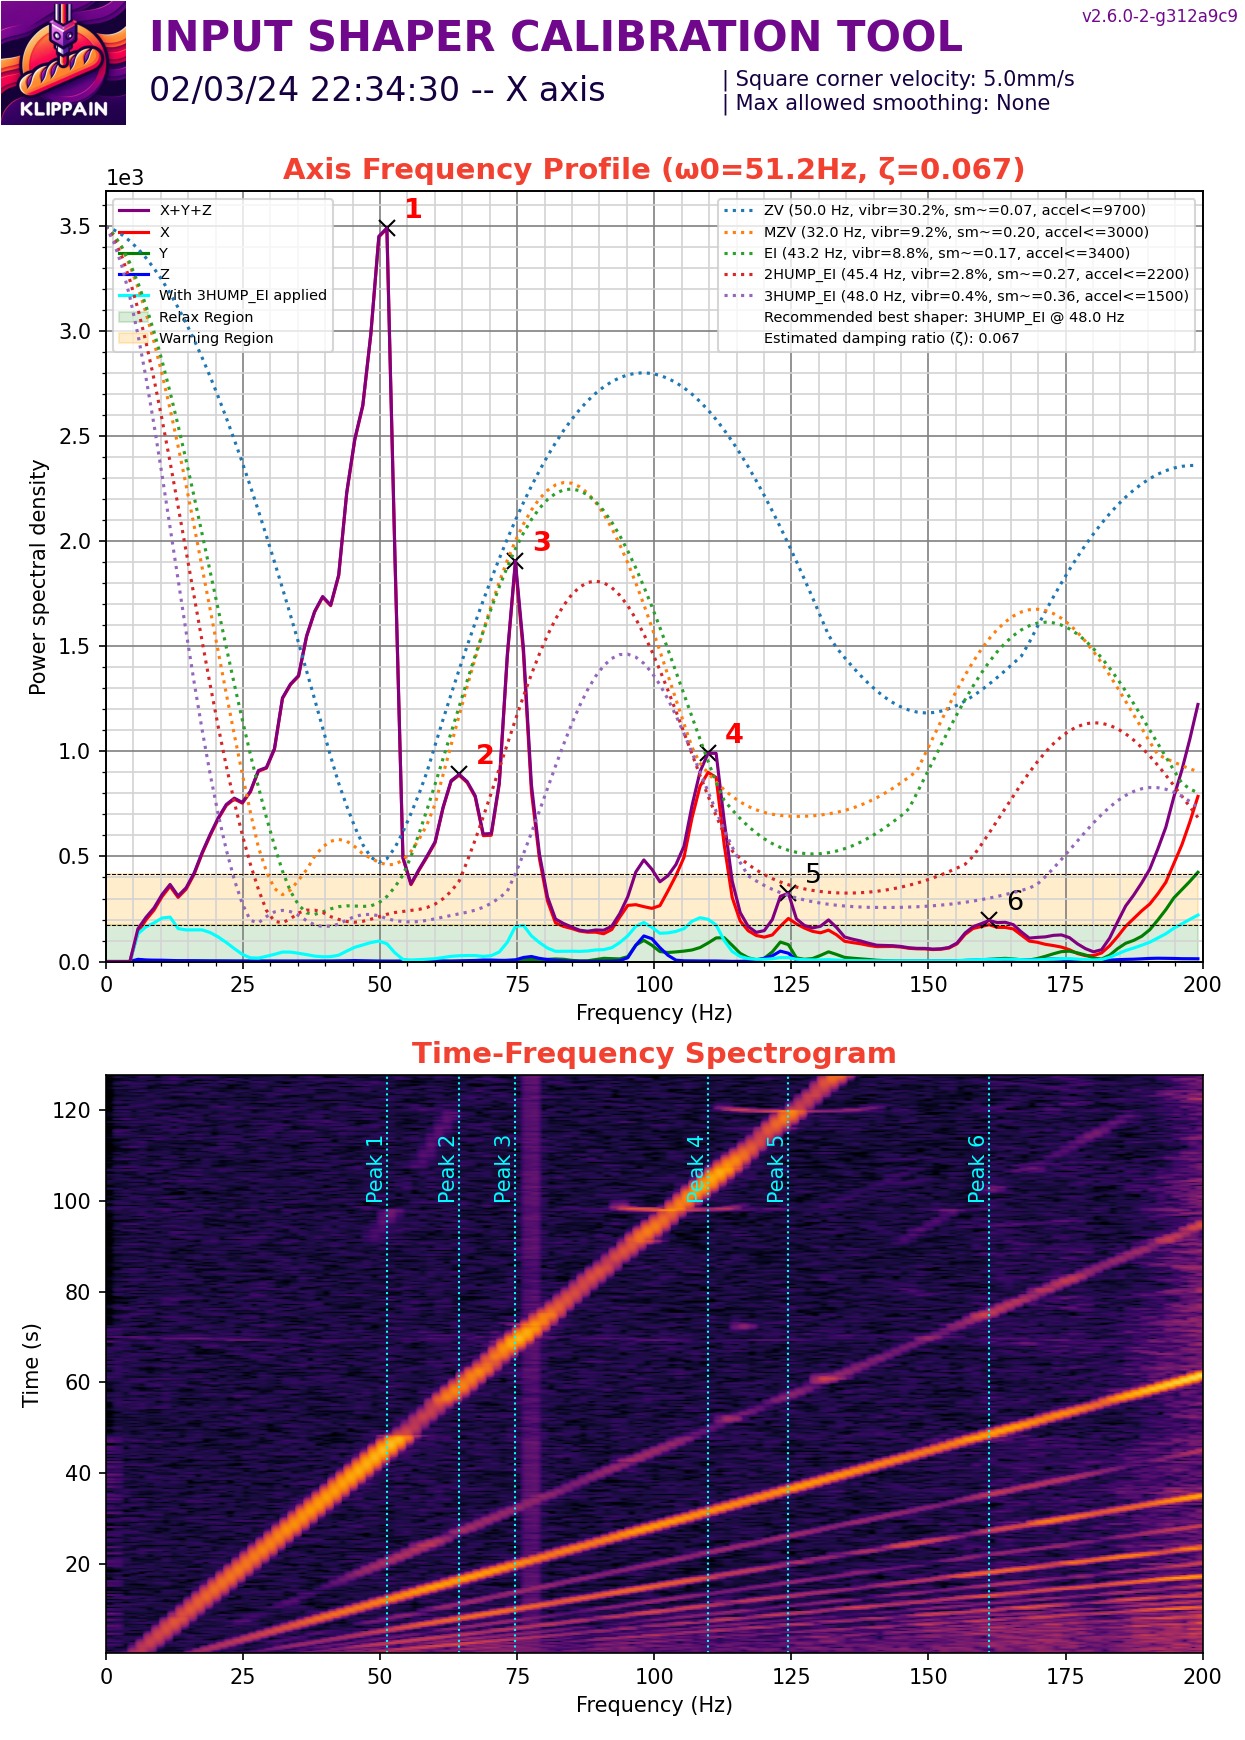 v2.6.0-2-g312a9c9
INPUT SHAPER CALIBRATION TOOL
02/03/24 22:34:30 -- X axis
| Square corner velocity: 5.0mm/s
| Max allowed smoothing: None
KLIPPAIN
Axis Frequency Profile (ω0=51.2Hz, ζ=0.067)
1e3
X+Y+Z
X
Y
Z
With 3HUMP_EI applied
Relax Region
Warning Region
ZV (50.0 Hz, vibr=30.2%, sm~=0.07, accel<=9700)
MZV (32.0 Hz, vibr=9.2%, sm~=0.20, accel<=3000)
EI (43.2 Hz, vibr=8.8%, sm~=0.17, accel<=3400)
2HUMP_EI (45.4 Hz, vibr=2.8%, sm~=0.27, accel<=2200)
3HUMP_EI (48.0 Hz, vibr=0.4%, sm~=0.36, accel<=1500)
Recommended best shaper: 3HUMP_EI @ 48.0 Hz
Estimated damping ratio (ζ): 0.067
1
2
3
4
5
6
3.5
3.0
2.5
2.0
1.5
1.0
0.5
0.0
Power spectral density
0 25 50 75 100 125 150 175 200
Frequency (Hz)
Time-Frequency Spectrogram
Peak 1
Peak 2
Peak 3
Peak 4
Peak 5
Peak 6
120
100
80
60
40
20
Time (s)
0 25 50 75 100 125 150 175 200
Frequency (Hz)